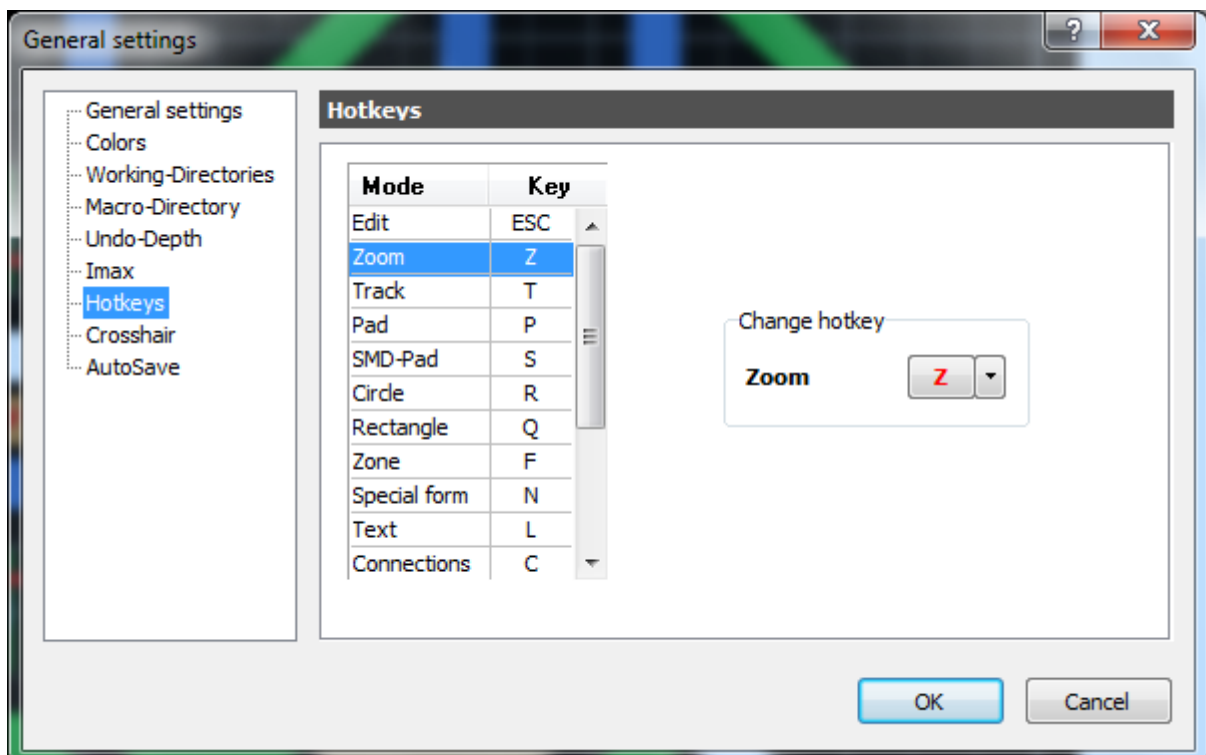 General settings
?
X
General settings
Colors
Working-Directories
Macro-Directory
Undo-Depth
Imax
Hotkeys
Crosshair
AutoSave
Hotkeys
Mode Key
Edit ESC
Zoom Z
Track T
Pad P
SMD-Pad S
Circle R
Rectangle Q
Zone F
Special form N
Text L
Connections C
Change hotkey
Zoom Z
OK Cancel